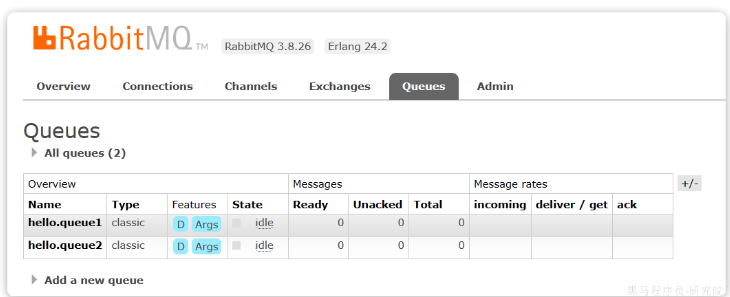 RabbitMQ TM RabbitMQ 3.8.26 Erlang 24.2
Overview Connections Channels Exchanges Queues Admin
Queues
All queues (2)
Overview Messages Message rates +/-
Name Type Features State Ready Unacked Total incoming deliver / get ack
hello.queue1 classic D Args idle 0 0 0
hello.queue2 classic D Args idle 0 0 0
Add a new queue
黑马程序员-研究院